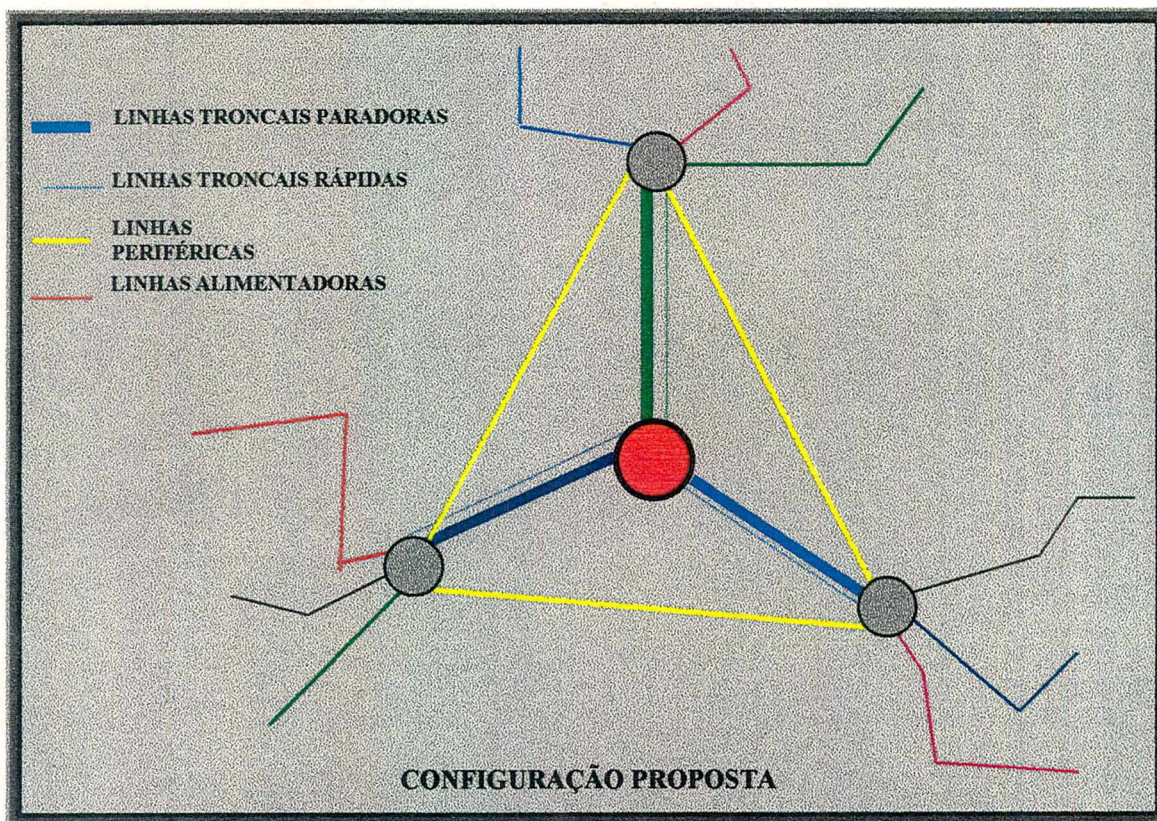 LINHAS TRONCAIS PARADORAS
LINHAS TRONCAIS RÁPIDAS
LINHAS
PERIFÉRICAS
LINHAS ALIMENTADORAS
CONFIGURAÇÃO PROPOSTA